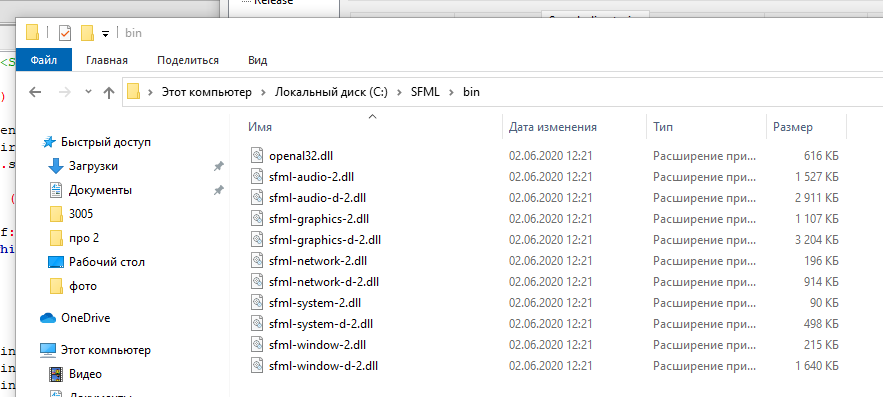 Release
bin
Файл Главная Поделиться Вид
Этот компьютер Локальный диск (C:) SFML bin
Имя Дата изменения Тип Размер
Быстрый доступ
Загрузки
Документы
3005
про 2
Рабочий стол
фото
OneDrive
Этот компьютер
Видео
Документы
openal32.dll 02.06.2020 12:21 Расширение при... 616 КБ
sfml-audio-2.dll 02.06.2020 12:21 Расширение при... 1 527 КБ
sfml-audio-d-2.dll 02.06.2020 12:21 Расширение при... 2 911 КБ
sfml-graphics-2.dll 02.06.2020 12:21 Расширение при... 1 107 КБ
sfml-graphics-d-2.dll 02.06.2020 12:21 Расширение при... 3 204 КБ
sfml-network-2.dll 02.06.2020 12:21 Расширение при... 196 КБ
sfml-network-d-2.dll 02.06.2020 12:21 Расширение при... 914 КБ
sfml-system-2.dll 02.06.2020 12:21 Расширение при... 90 КБ
sfml-system-d-2.dll 02.06.2020 12:21 Расширение при... 498 КБ
sfml-window-2.dll 02.06.2020 12:21 Расширение при... 215 КБ
sfml-window-d-2.dll 02.06.2020 12:21 Расширение при... 1 640 КБ